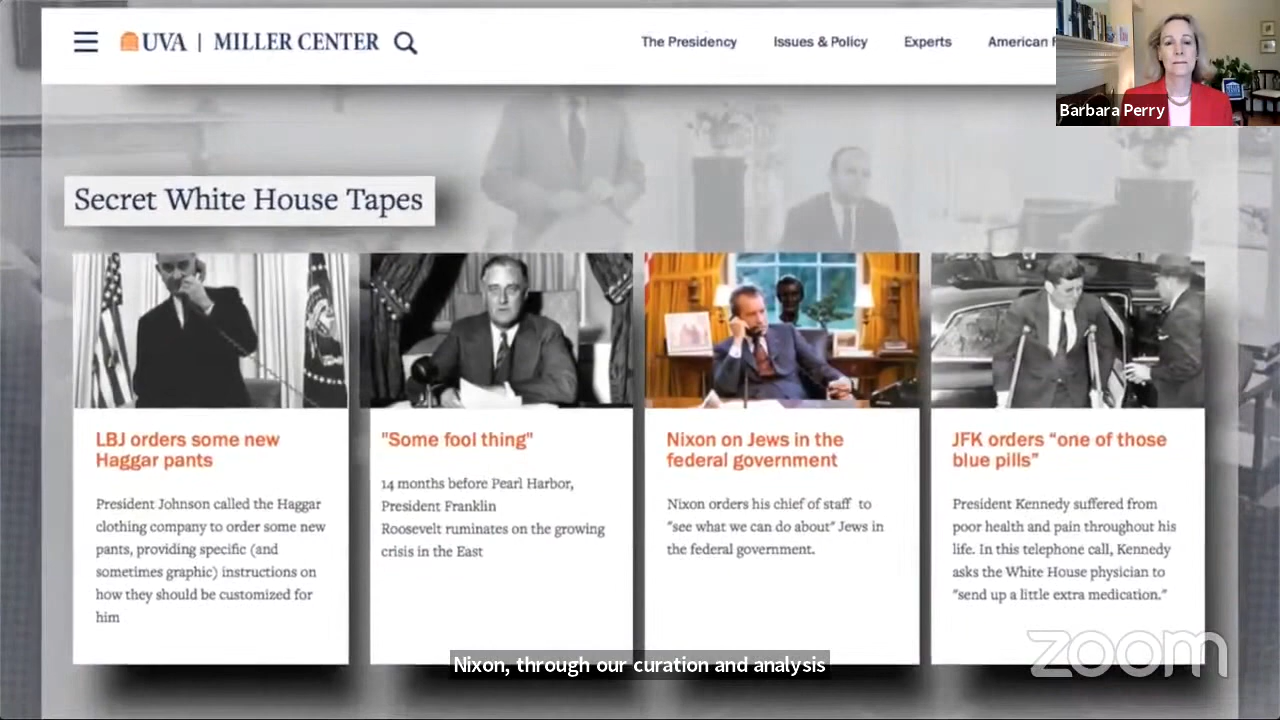 UVA | MILLER CENTER
The Presidency
Issues & Policy
Experts
American
Barbara Perry
Secret White House Tapes
LBJ orders some new
Haggar pants
President Johnson called the Haggar
clothing company to order some new
pants, providing specific (and
sometimes graphic) instructions on
how they should be customized for
him
"Some fool thing"
14 months before Pearl Harbor,
President Franklin
Roosevelt ruminates on the growing
crisis in the East
Nixon on Jews in the
federal government
Nixon orders his chief of staff to
"see what we can do about" Jews in
the federal government.
JFK orders “one of those
blue pills”
President Kennedy suffered from
poor health and pain throughout his
life. In this telephone call, Kennedy
asks the White House physician to
"send up a little extra medication."
Nixon, through our curation and analysis
zoom